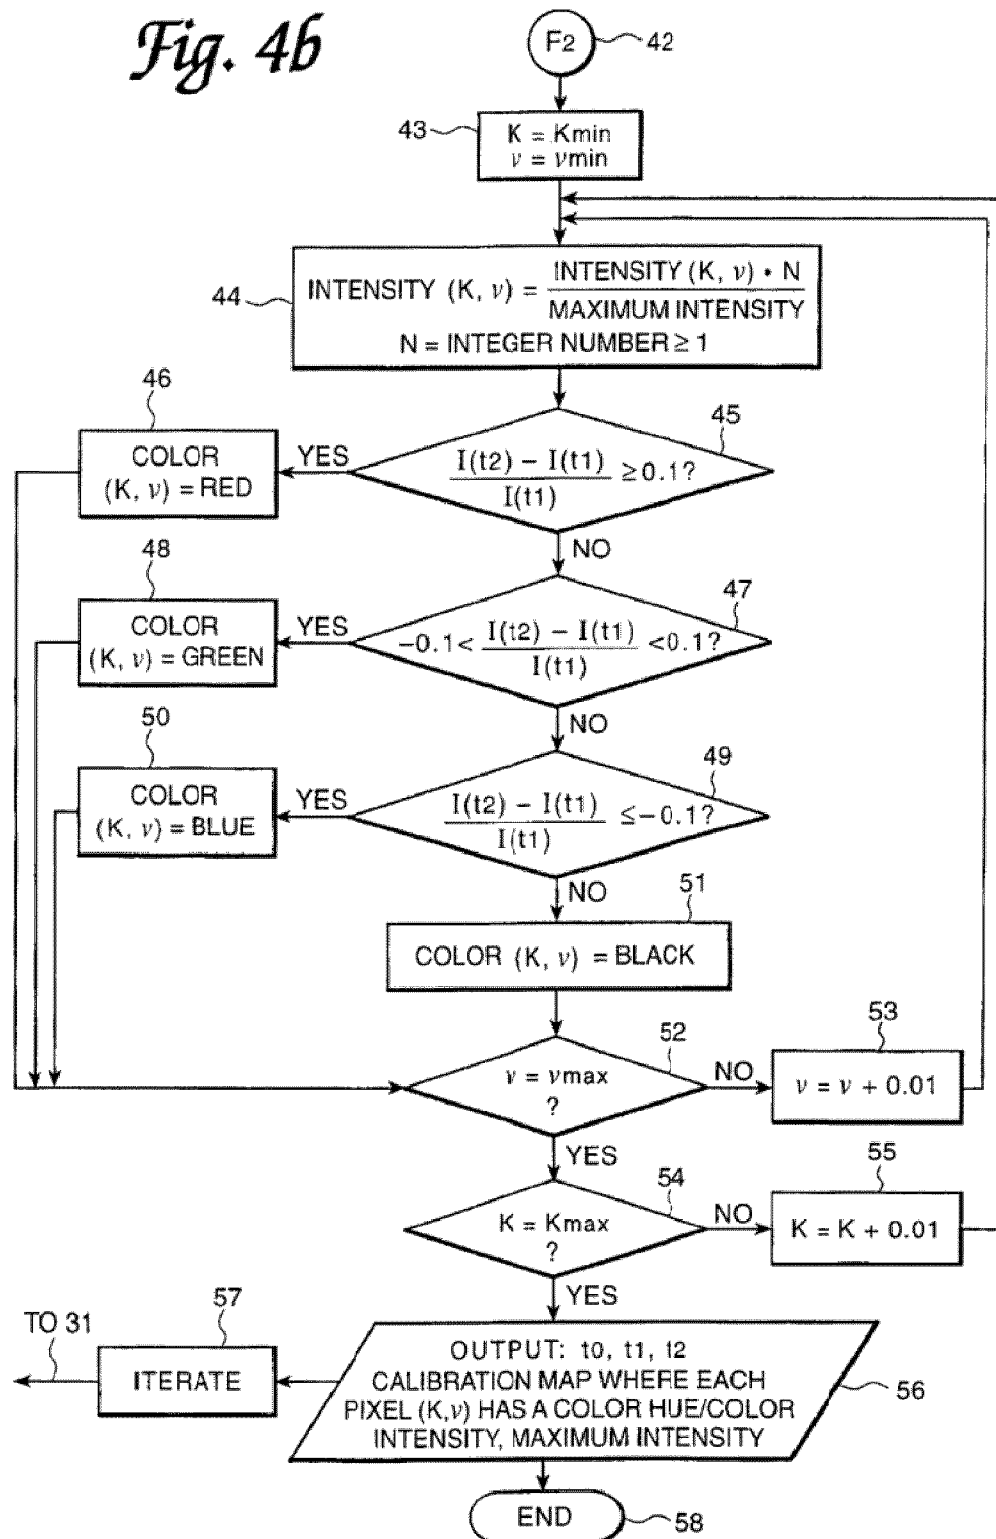 Fig. 4b
F2
42
43
K = Kmin
ν = νmin
44
INTENSITY (K, ν) = INTENSITY (K, ν) • N
MAXIMUM INTENSITY
N = INTEGER NUMBER ≥ 1
46
45
COLOR
(K, ν) = RED
YES
I(t2) – I(t1)
I(t1)
≥ 0.1?
NO
48
47
COLOR
(K, ν) = GREEN
YES
–0.1 < I(t2) – I(t1)
I(t1)
< 0.1?
NO
50
49
COLOR
(K, ν) = BLUE
YES
I(t2) – I(t1)
I(t1)
≤ –0.1?
NO
51
COLOR (K, ν) = BLACK
52
53
ν = νmax
?
NO
ν = ν + 0.01
YES
54
55
K = Kmax
?
NO
K = K + 0.01
YES
TO 31
57
ITERATE
OUTPUT: t0, t1, t2
CALIBRATION MAP WHERE EACH
PIXEL (K,ν) HAS A COLOR HUE/COLOR
INTENSITY, MAXIMUM INTENSITY
56
END
58